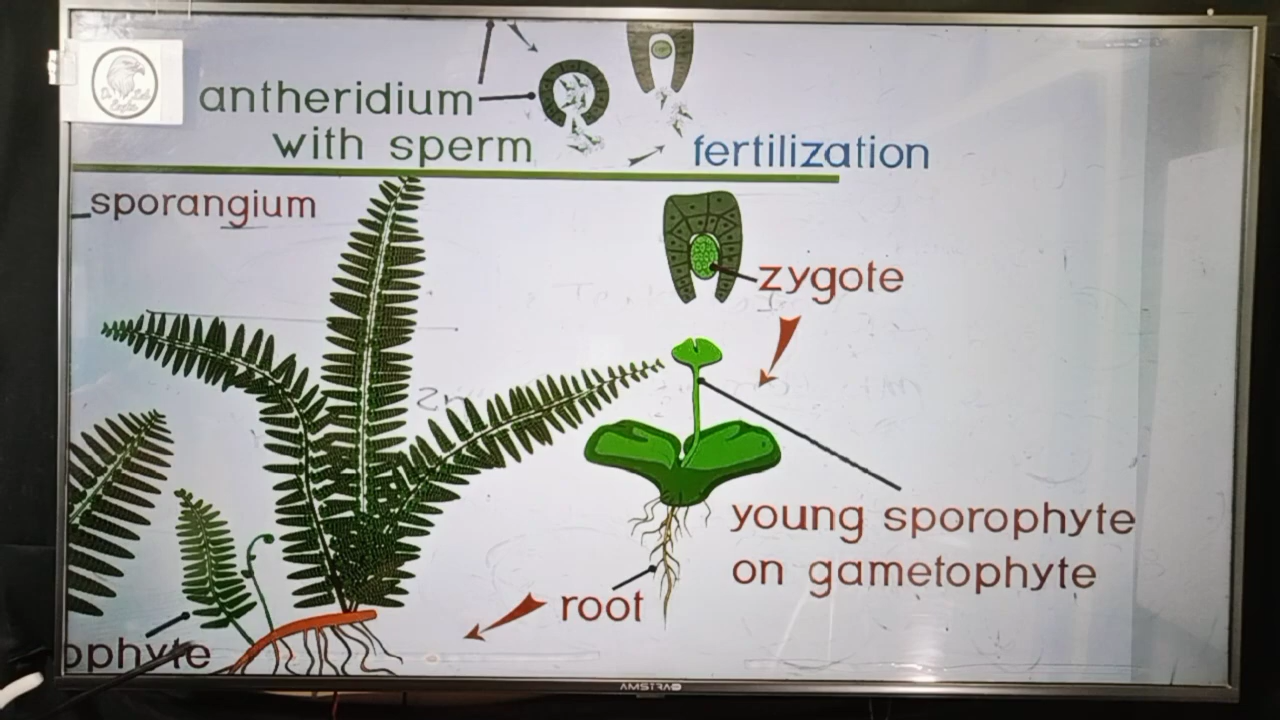 antheridium
with sperm
fertilization
sporangium
zygote
young sporophyte
on gametophyte
root
ophyte
AMSTRAD